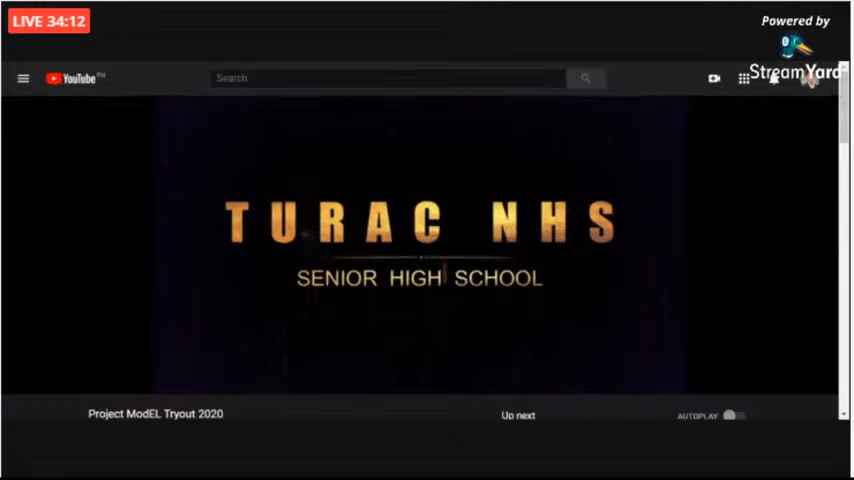 LIVE 34:12
Powered by
StreamYard
YouTube PH
Search
TURAC NHS
SENIOR HIGH SCHOOL
Project ModEL Tryout 2020
Up next
AUTOPLAY